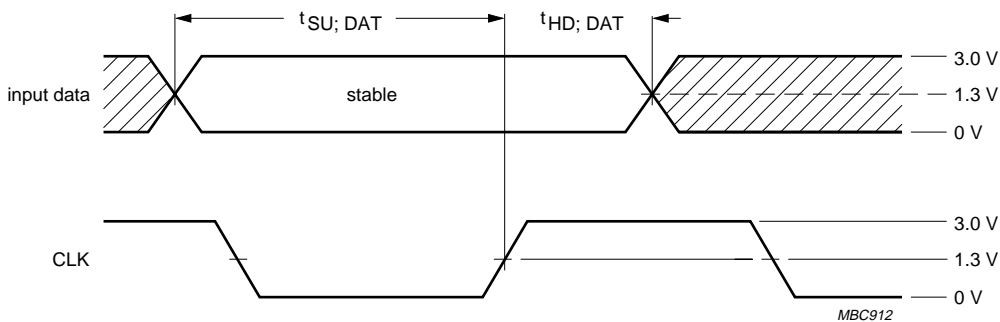 tSU; DAT
tHD; DAT
3.0 V
input data
stable
1.3 V
0 V
3.0 V
CLK
1.3 V
0 V
MBC912